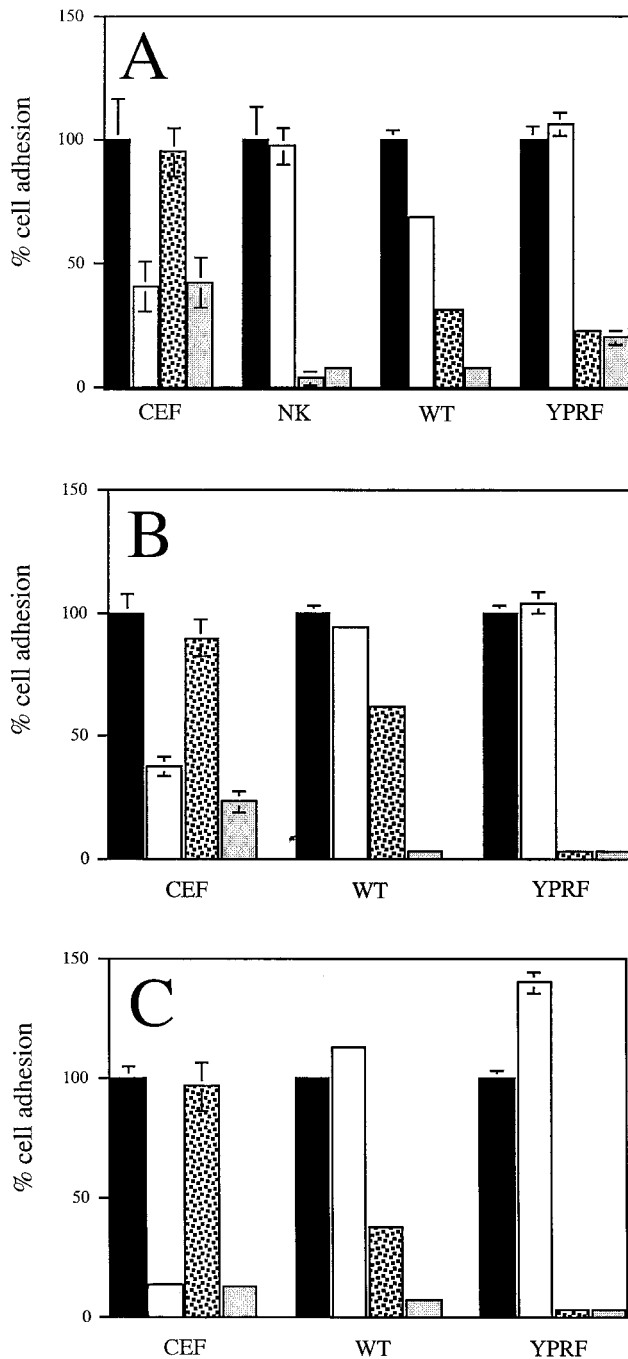 150
A
100
% cell adhesion
50
0
CEF NK WT YPRF
150
B
100
% cell adhesion
50
0
CEF WT YPRF
150
C
100
% cell adhesion
50
0
CEF WT YPRF